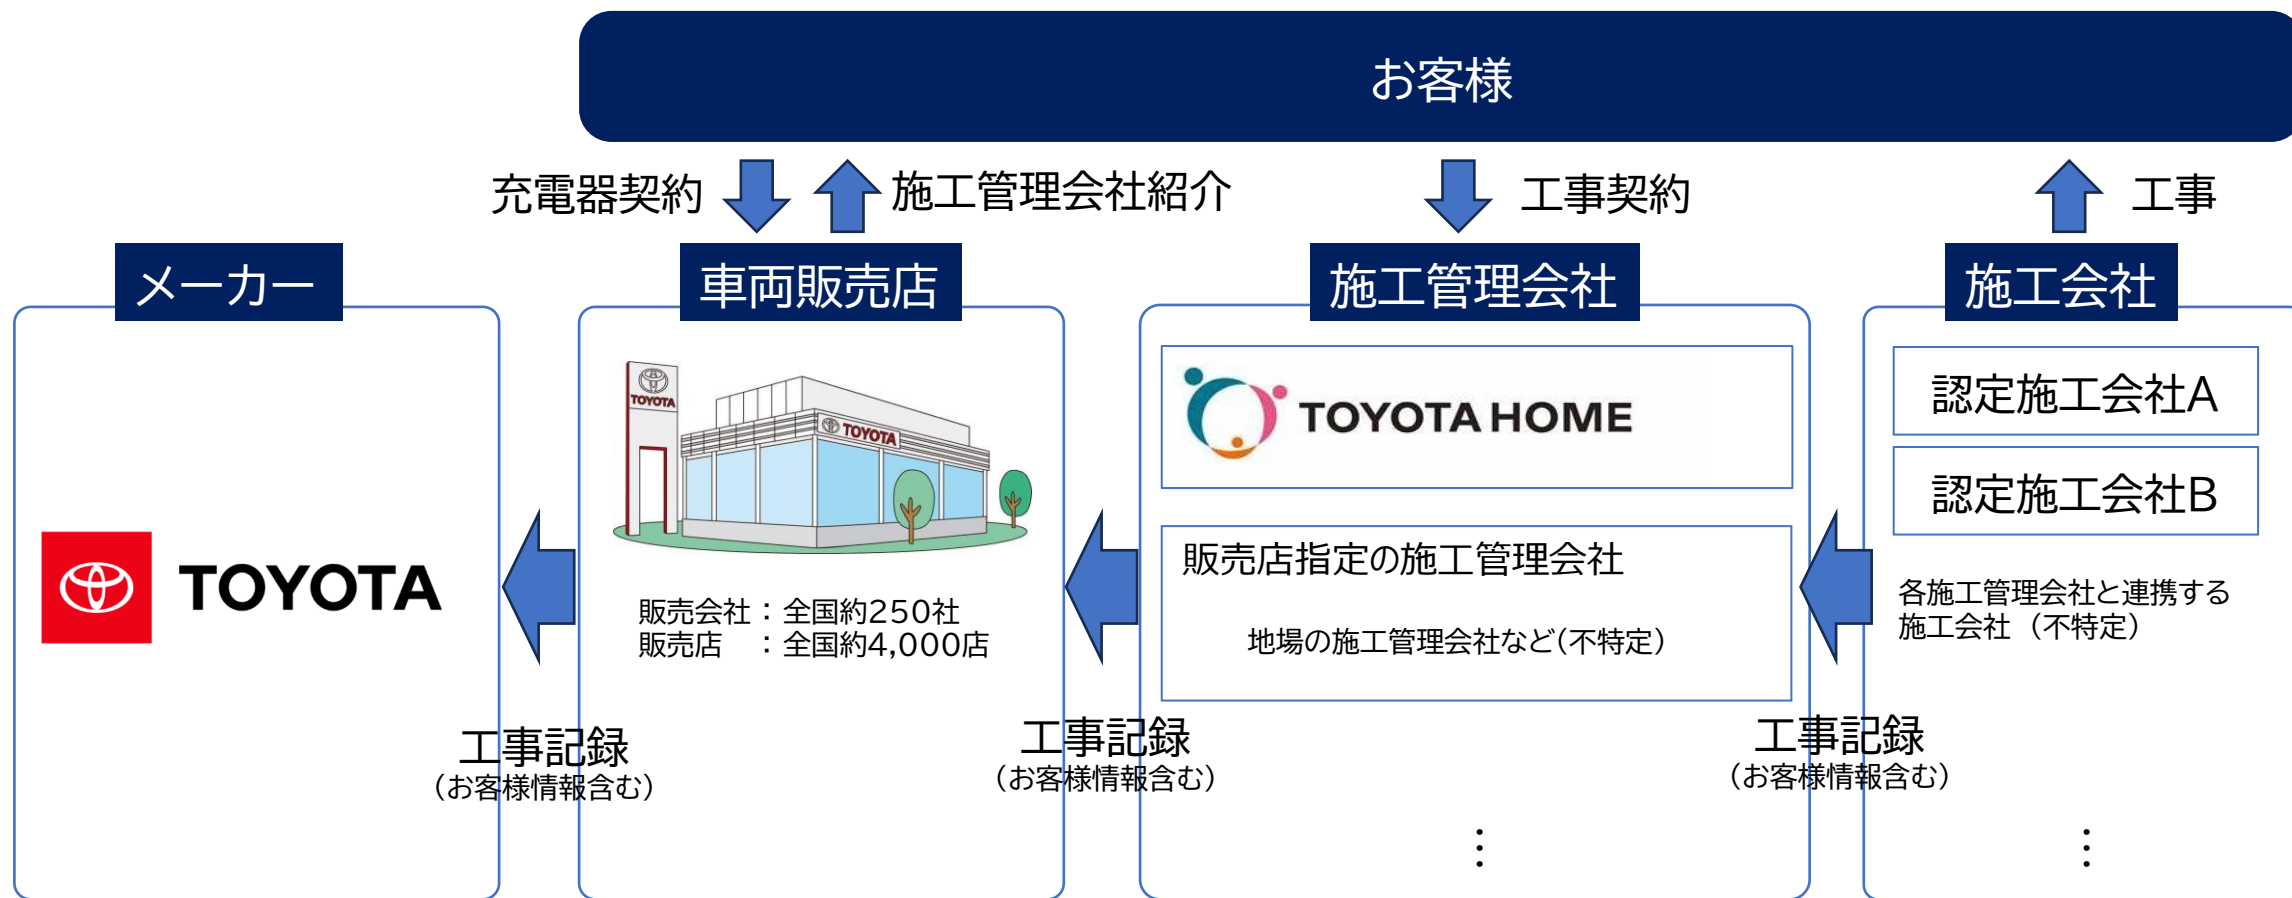 お客様
充電器契約
施工管理会社紹介
工事契約
工事
メーカー
車両販売店
施工管理会社
施工会社
TOYOTA
TOYOTA
TOYOTA
販売会社：全国約250社
販売店　：全国約4,000店
TOYOTA HOME
販売店指定の施工管理会社
地場の施工管理会社など(不特定)
⋮
認定施工会社A
認定施工会社B
各施工管理会社と連携する
施工会社（不特定）
⋮
工事記録
(お客様情報含む)
工事記録
(お客様情報含む)
工事記録
(お客様情報含む)